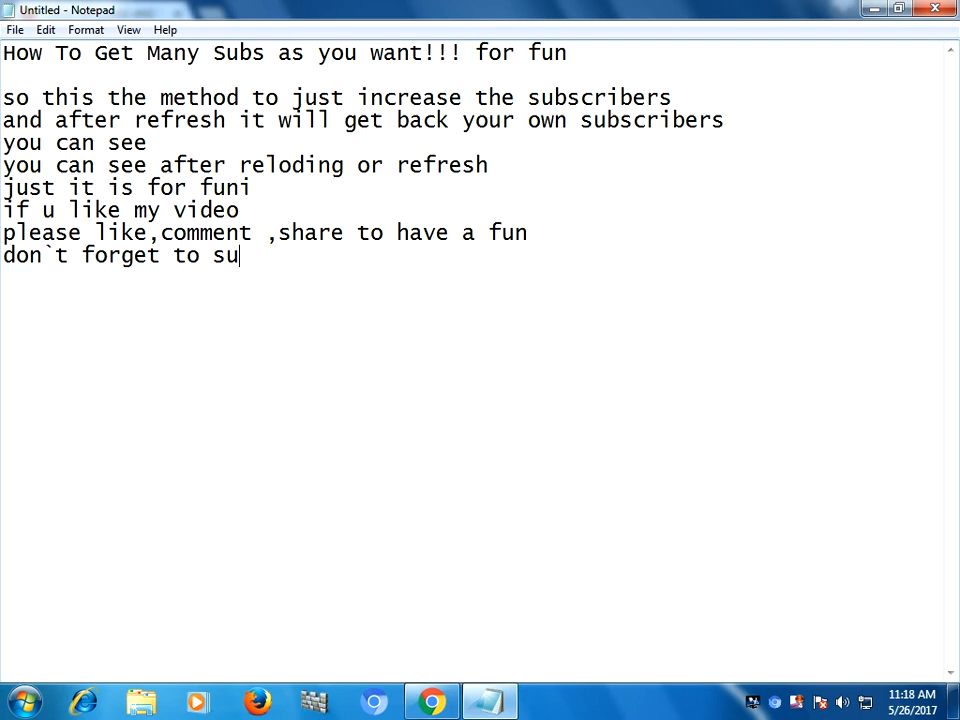 Untitled - Notepad
File Edit Format View Help
How To Get Many Subs as you want!!! for fun
so this the method to just increase the subscribers
and after refresh it will get back your own subscribers
you can see
you can see after reloding or refresh
just it is for funi
if u like my video
please like,comment ,share to have a fun
don`t forget to su
11:18 AM
5/26/2017